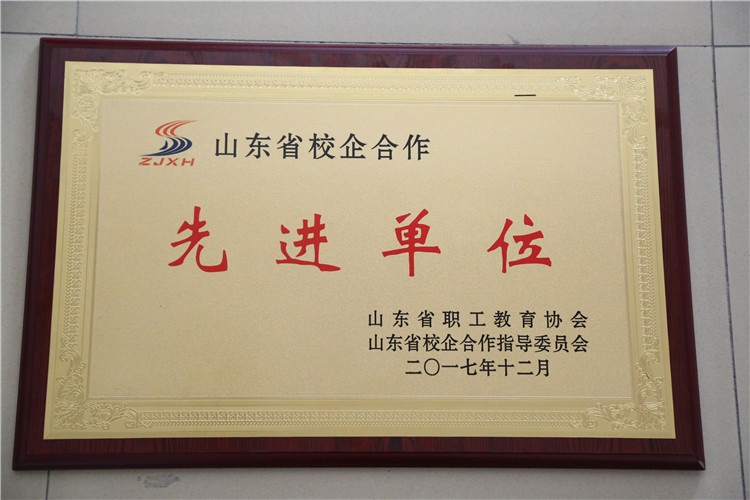 ZJXH
山东省校企合作
先进单位
山东省职工教育协会
山东省校企合作指导委员会
二〇一七年十二月